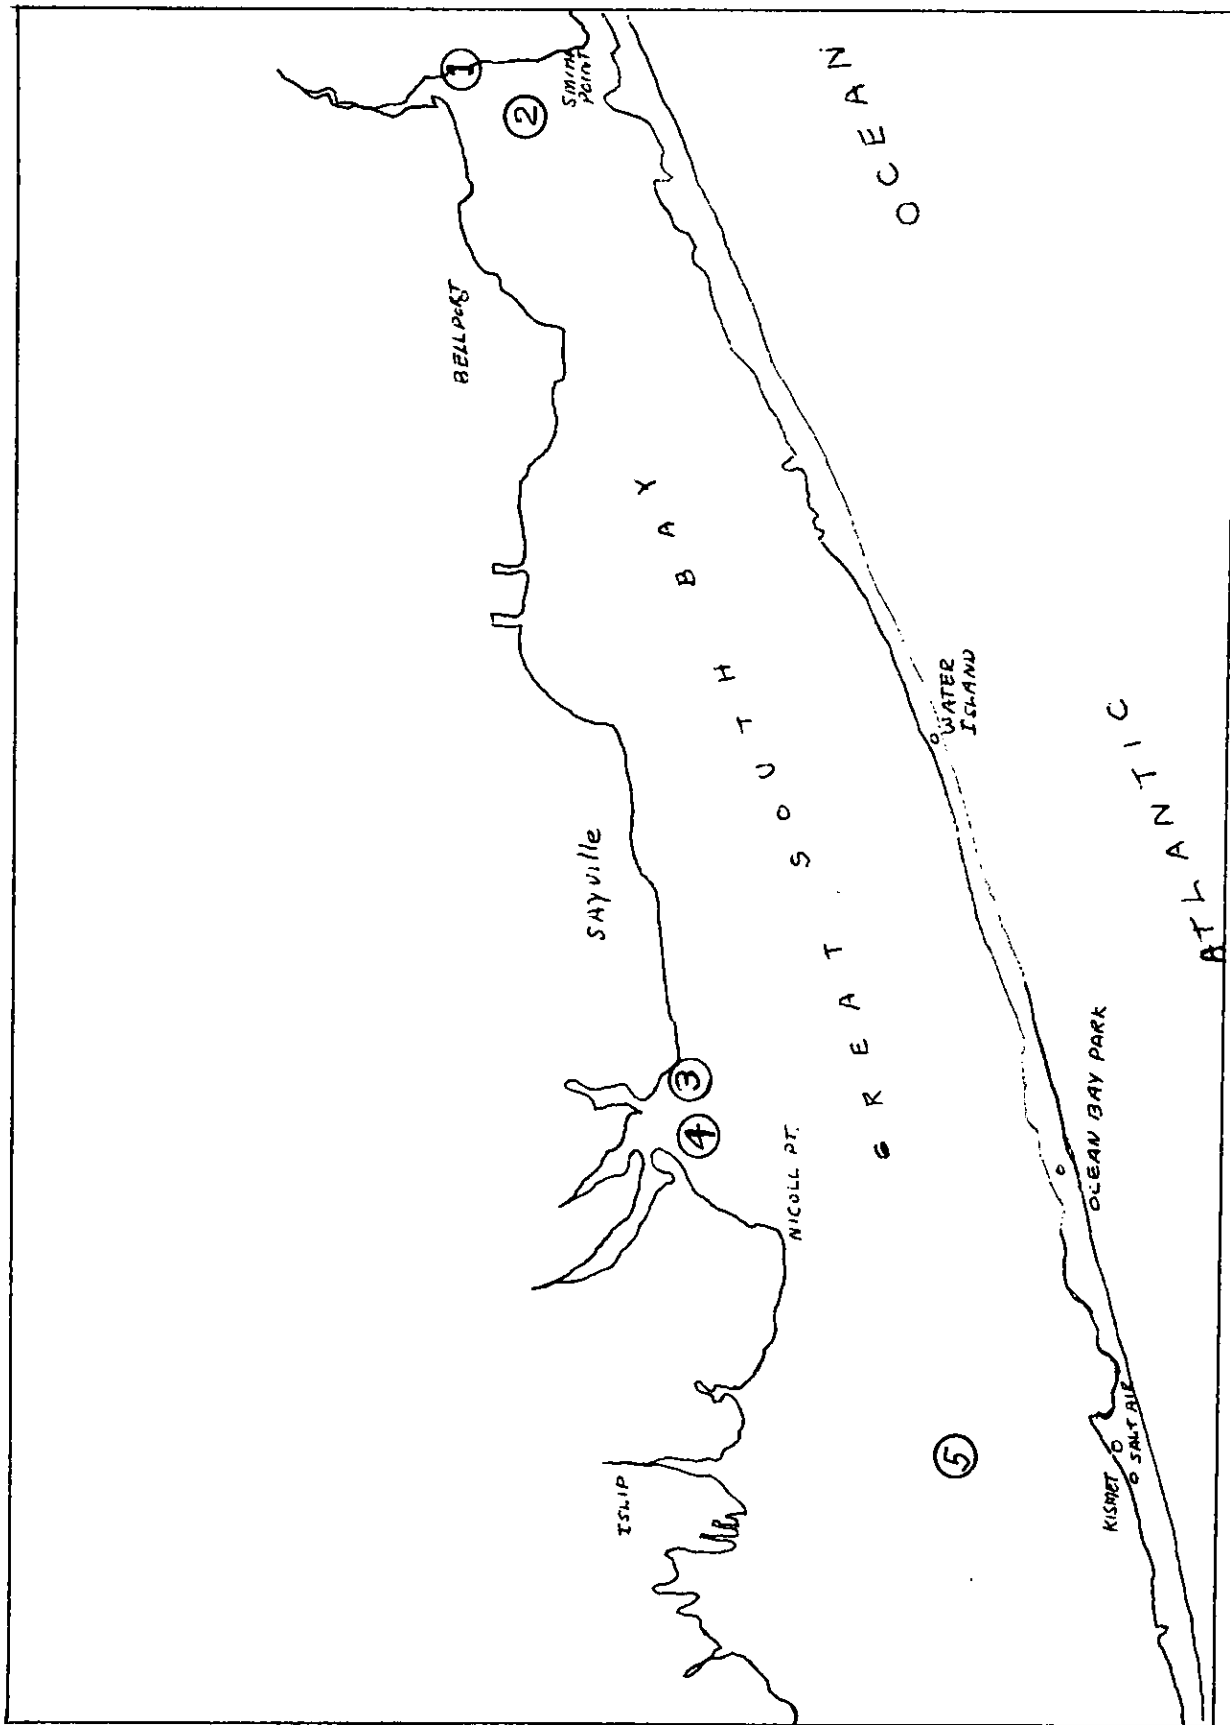 1
2
SMITH
POINT
BELLPORT
SAYVIlle
3
4
NICOLL PT.
ISLIP
5
GREAT SOUTH BAY
WATER
ISLAND
OCEAN BAY PARK
SALT AIR
KISMET
ATLANTIC OCEAN